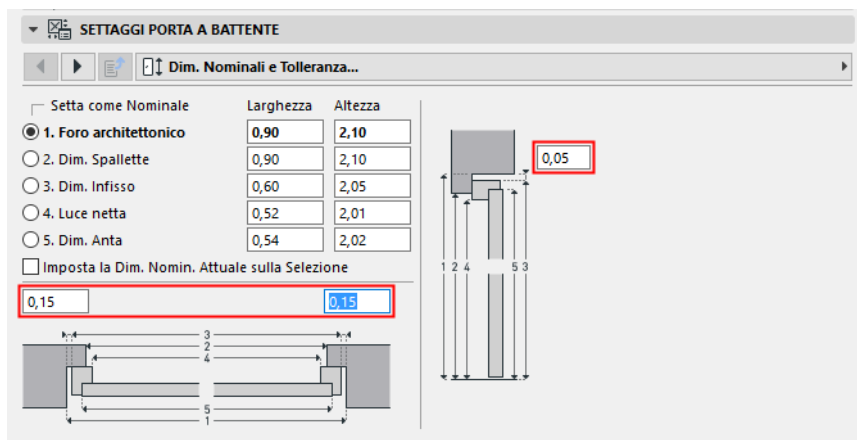 SETTAGGI PORTA A BATTENTE
Dim. Nominali e Tolleranza...
Setta come Nominale Larghezza Altezza
1. Foro architettonico 0,90 2,10
2. Dim. Spallette 0,90 2,10
3. Dim. Infisso 0,60 2,05
4. Luce netta 0,52 2,01
5. Dim. Anta 0,54 2,02
Imposta la Dim. Nomin. Attuale sulla Selezione
0,15 0,15
3
2
4
5
1
0,05
1 2 4 5 3